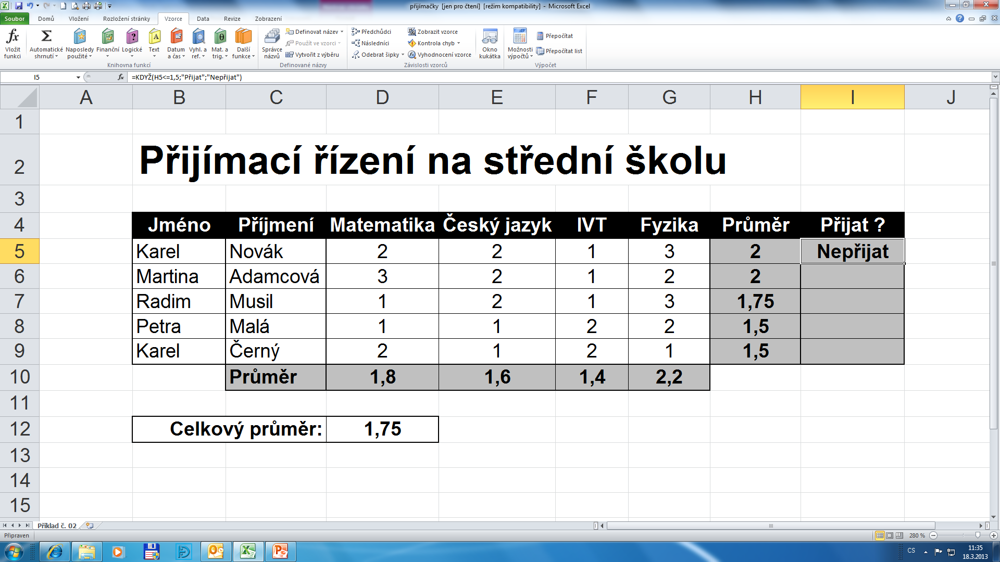 přijímačky [jen pro čtení] [režim kompatibility] - Microsoft Excel
Soubor Domů Vložení Rozložení stránky Vzorce Data Revize Zobrazení
Vložit funkci
Automatické shrnutí
Naposledy použité
Finanční
Logické
Text
Datum a čas
Vyhl. a ref.
Mat. a trig.
Další funkce
Knihovna funkcí
Správce názvů
Definovat název
Použít ve vzorci
Vytvořit z výběru
Definované názvy
Předchůdci
Následníci
Odebrat šipky
Zobrazit vzorce
Kontrola chyb
Vyhodnocení vzorce
Závislosti vzorců
Okno kukátka
Možnosti výpočtů
Přepočítat
Přepočítat list
Výpočet
I5 fx =KDYŽ(H5<=1,5;"Přijat";"Nepřijat")
A B C D E F G H I J
1
2 Přijímací řízení na střední školu
3
4 Jméno Příjmení Matematika Český jazyk IVT Fyzika Průměr Přijat ?
5 Karel Novák 2 2 1 3 2 Nepřijat
6 Martina Adamcová 3 2 1 2 2
7 Radim Musil 1 2 1 3 1,75
8 Petra Malá 1 1 2 2 1,5
9 Karel Černý 2 1 2 1 1,5
10 Průměr 1,8 1,6 1,4 2,2
11
12 Celkový průměr: 1,75
13
14
15
Příklad č. 02
Připraven 280 %
CS 11:35
18.3.2013